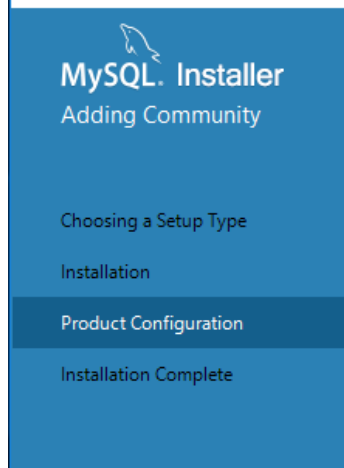 MySQL. Installer
Adding Community
Choosing a Setup Type
Installation
Product Configuration
Installation Complete